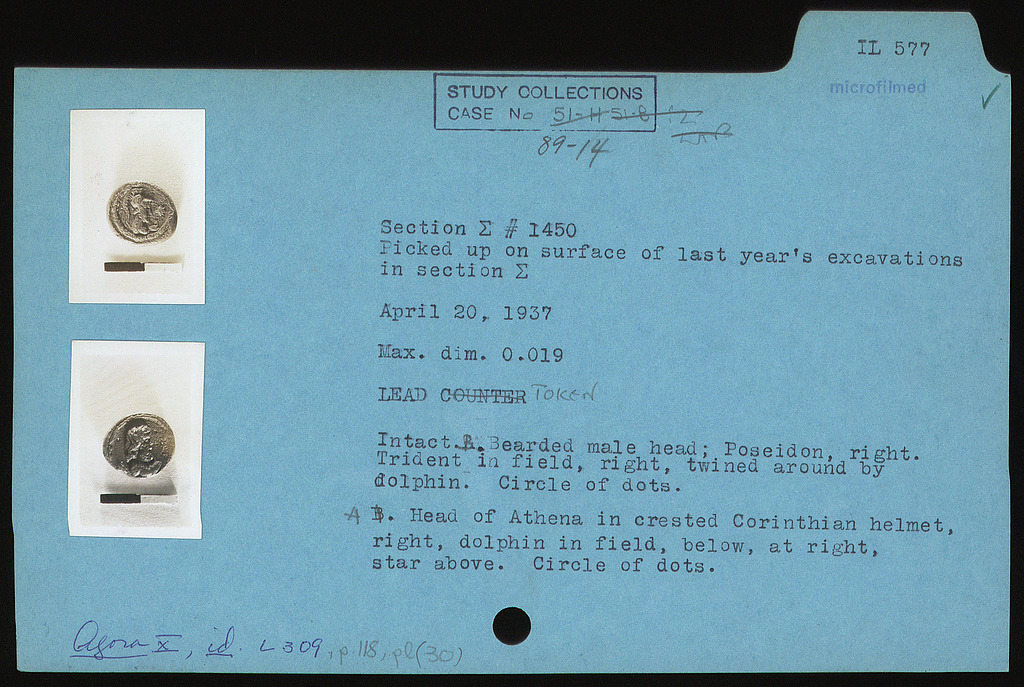 IL 577
microfilmed
STUDY COLLECTIONS
CASE No 51-H 51-8
89-14
Section Σ # 1450
Picked up on surface of last year's excavations
in section Σ
April 20, 1937
Max. dim. 0.019
LEAD COUNTER TOKEN
Intact. Bearded male head; Poseidon, right.
Trident in field, right, twined around by
dolphin. Circle of dots.
A B. Head of Athena in crested Corinthian helmet,
right, dolphin in field, below, at right,
star above. Circle of dots.
Agora X, id. L 309, p. 118, pl (30)